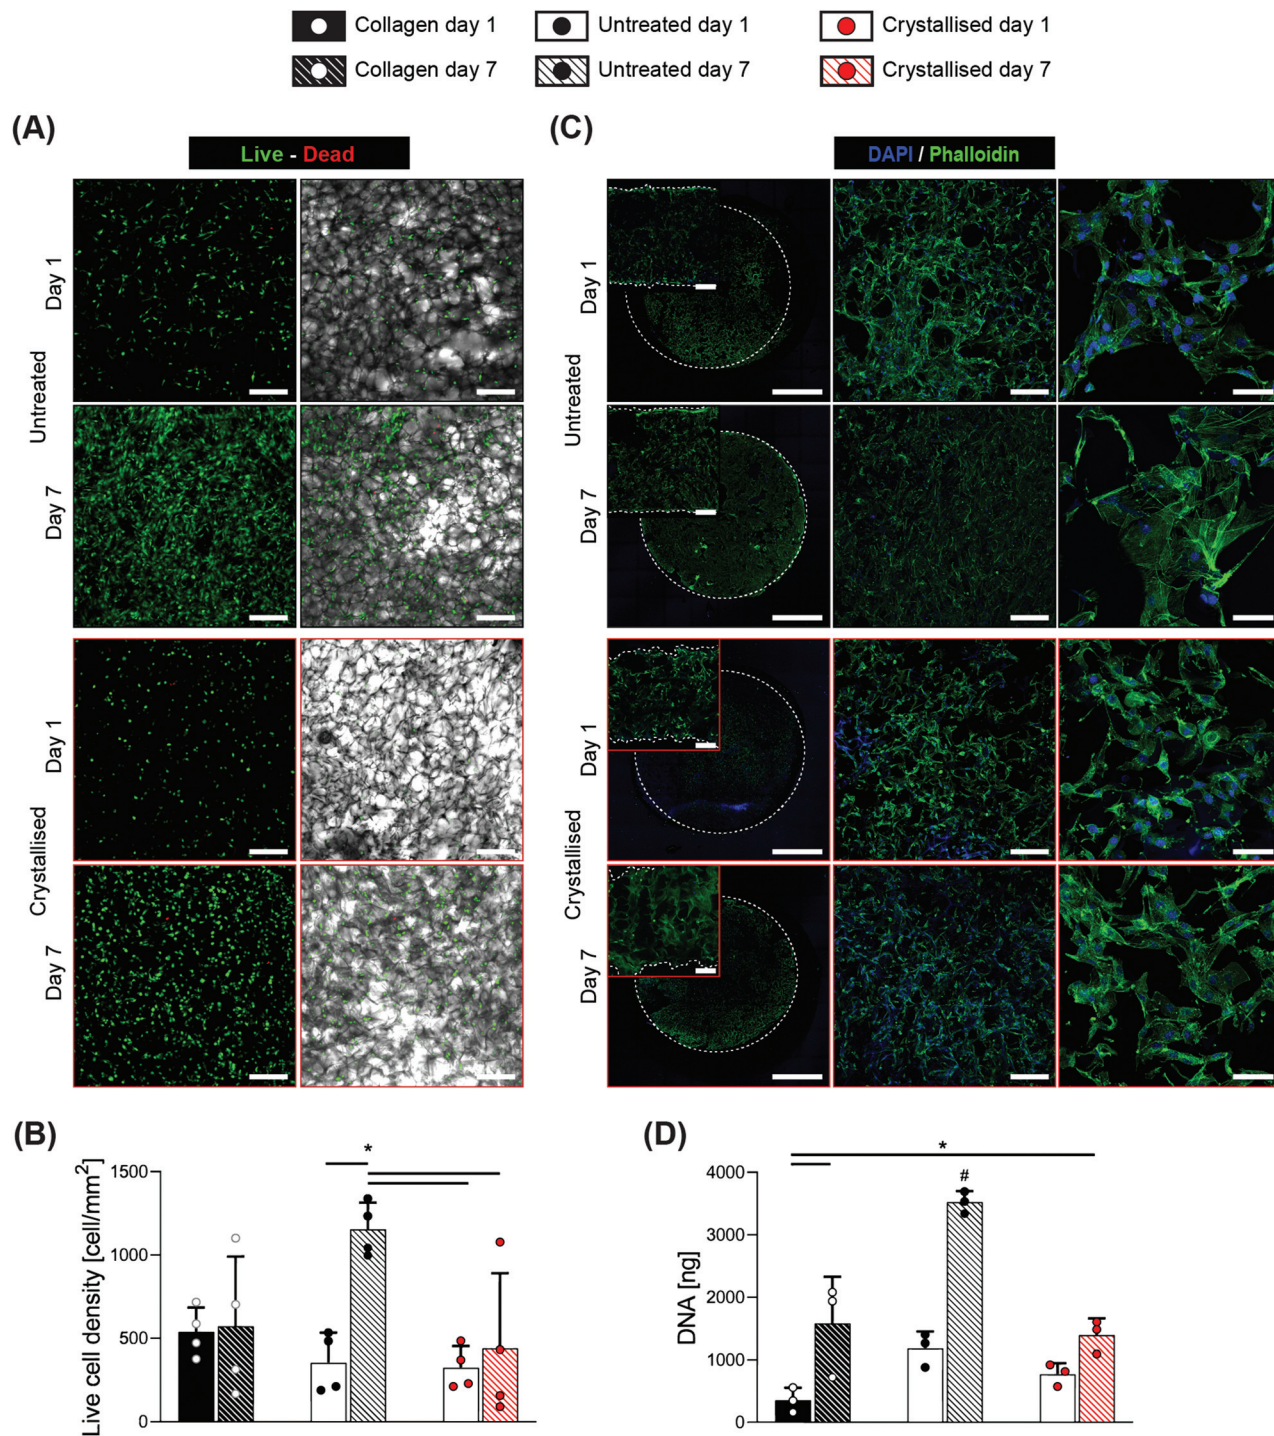 Collagen day 1
Untreated day 1
Crystallised day 1
Collagen day 7
Untreated day 7
Crystallised day 7
(A)
Live - Dead
Untreated
Day 1
Day 7
Crystallised
Day 1
Day 7
(C)
DAPI / Phalloidin
Untreated
Day 1
Day 7
Crystallised
Day 1
Day 7
(B)
Live cell density [cell/mm²]
1500
1000
500
0
*
(D)
DNA [ng]
4000
3000
2000
1000
0
*
#